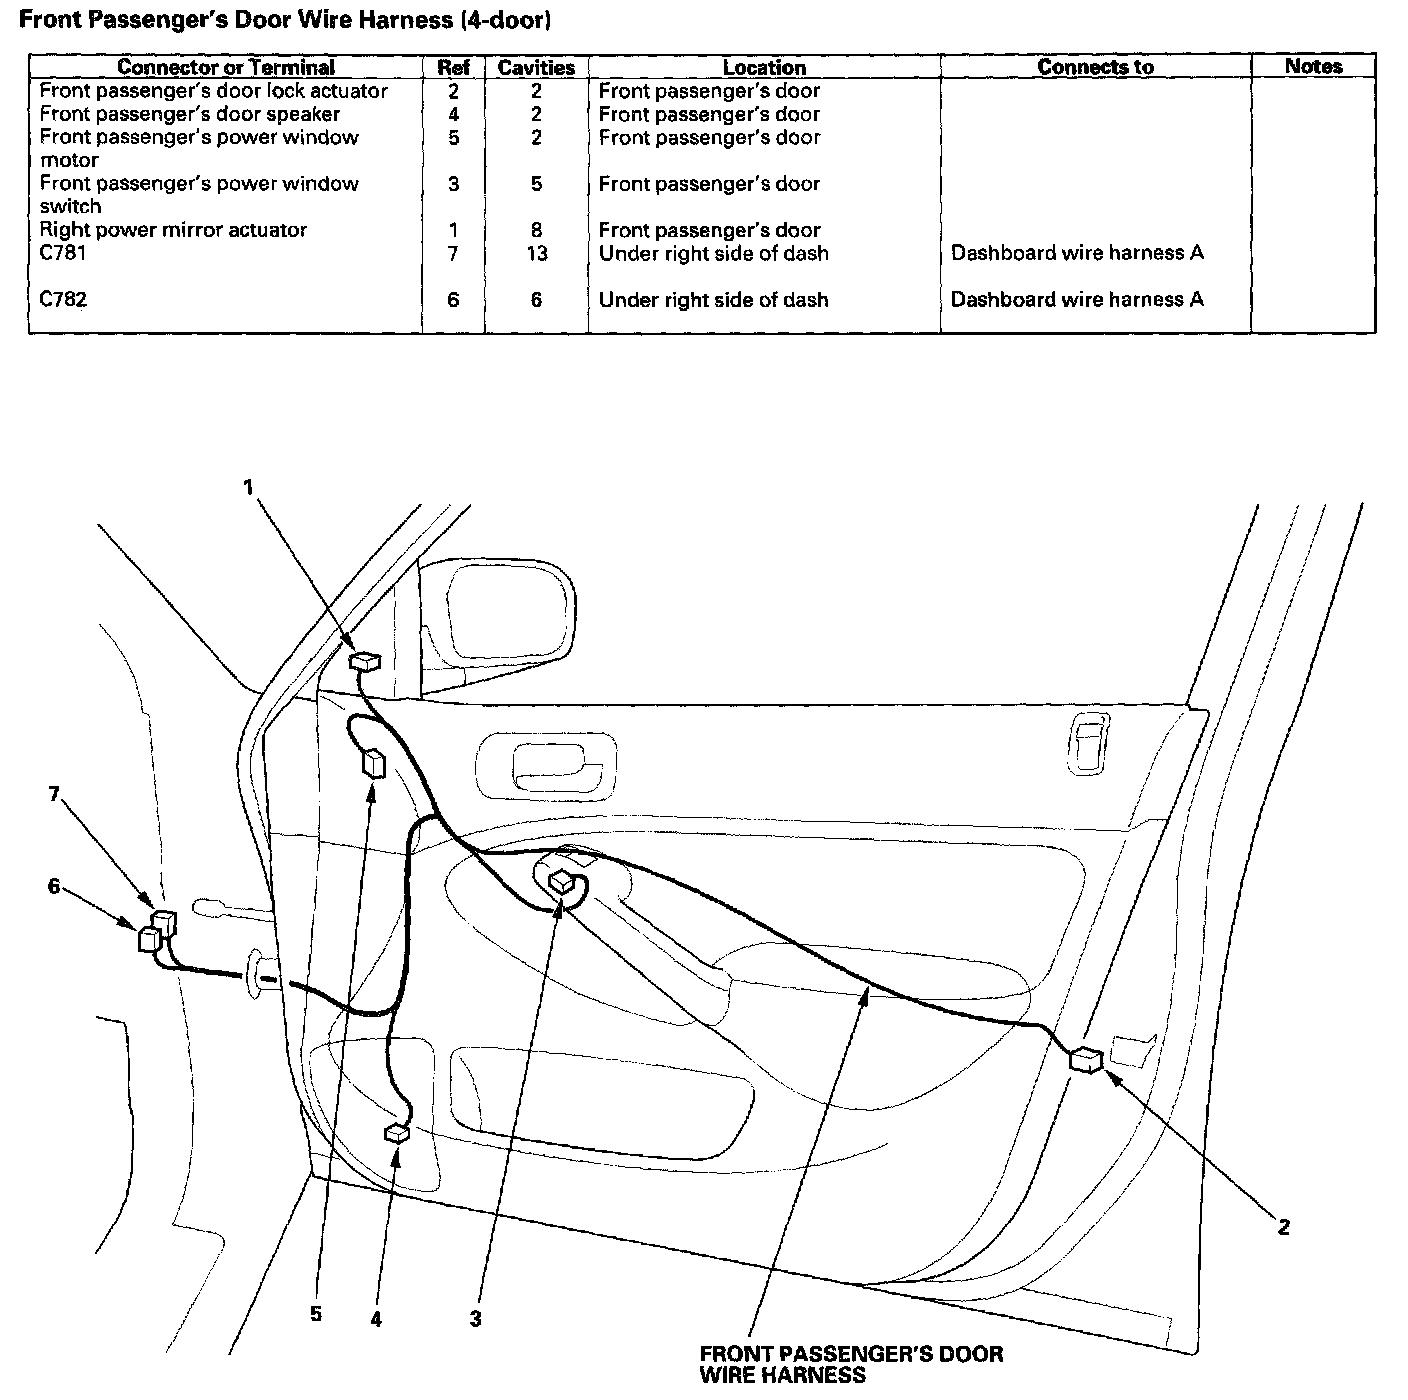 Front Passenger's Door Wire Harness (4-door)
Connector or Terminal Ref Cavities Location Connects to Notes
Front passenger's door lock actuator 2 2 Front passenger's door
Front passenger's door speaker 4 2 Front passenger's door
Front passenger's power window 5 2 Front passenger's door
motor
Front passenger's power window 3 5 Front passenger's door
switch
Right power mirror actuator 1 8 Front passenger's door
C781 7 13 Under right side of dash Dashboard wire harness A
C782 6 6 Under right side of dash Dashboard wire harness A
1
7
6
2
5
4
3
FRONT PASSENGER'S DOOR
WIRE HARNESS